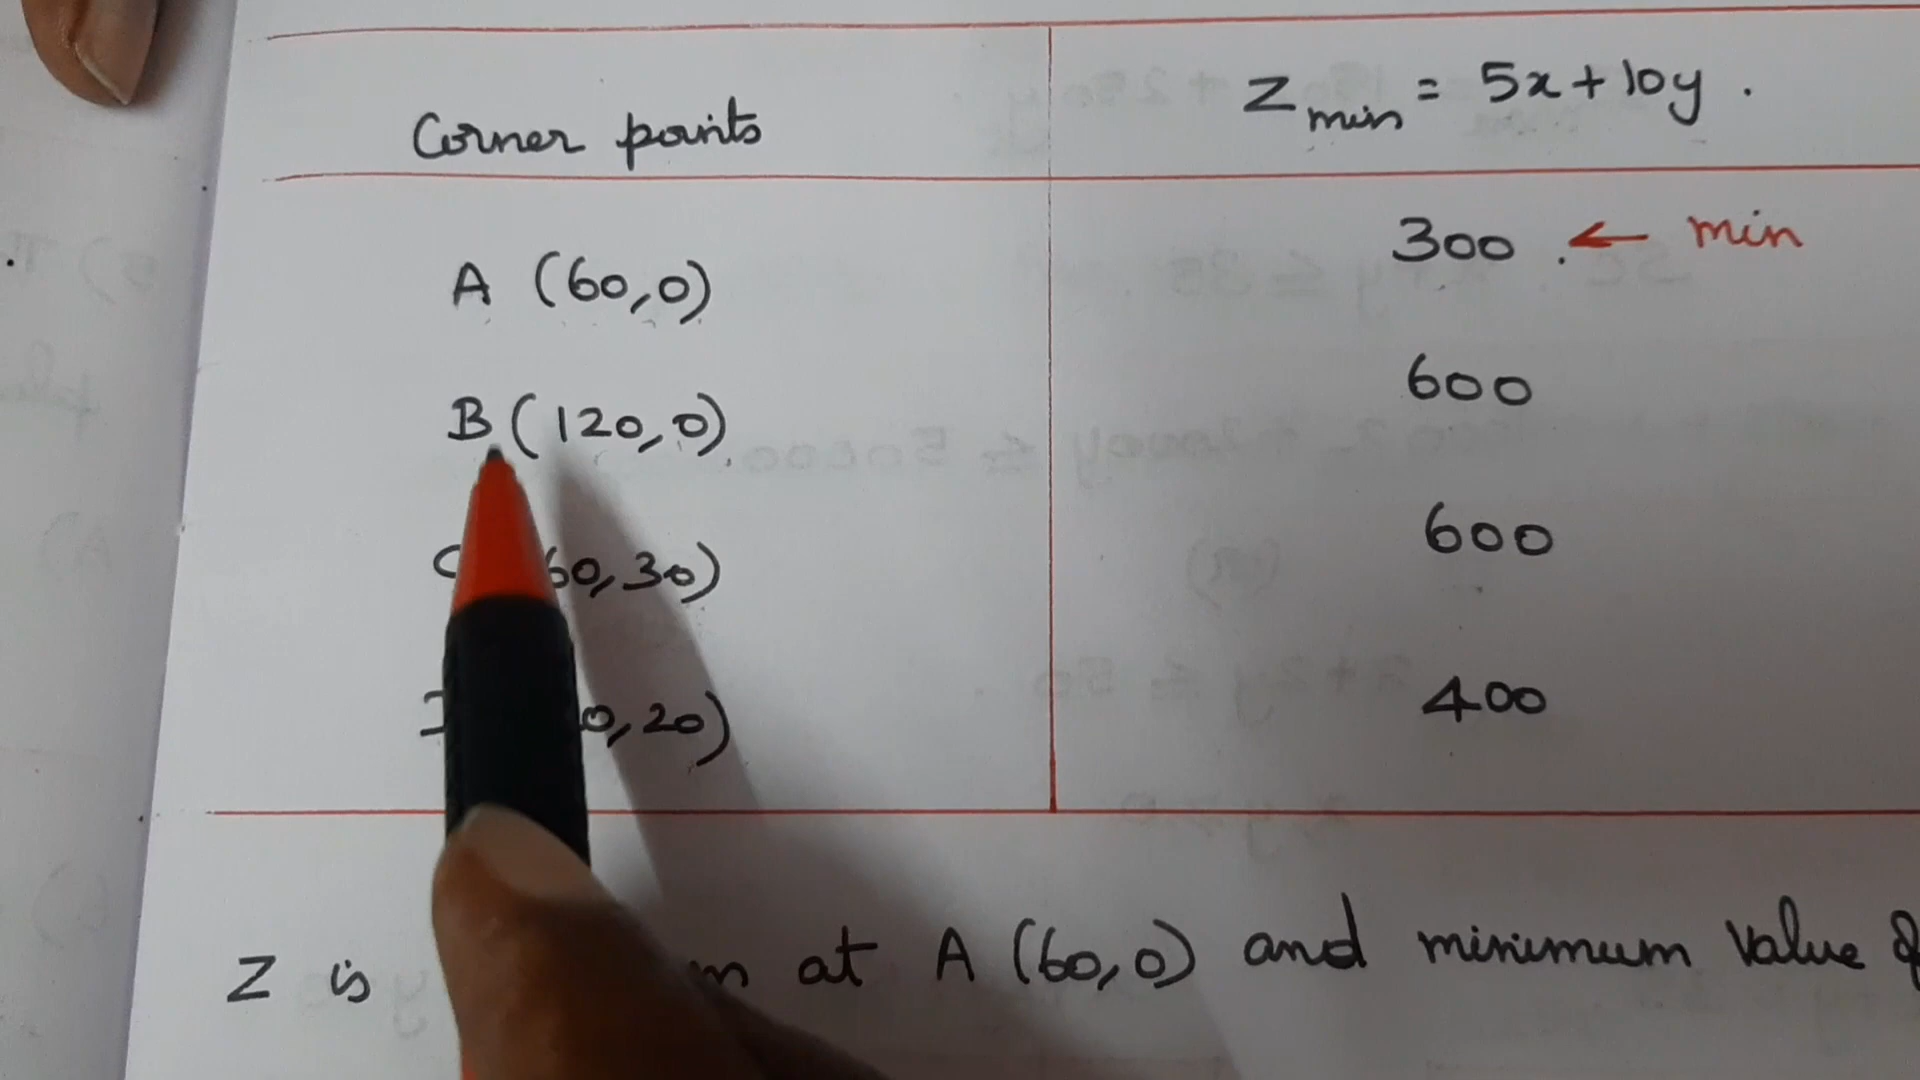 Corner points
Z min = 5x + 10y .
A (60,0)
300 . ← min
B (120,0)
600
60,30)
600
0,20)
400
Z is at A (60,0) and minimum value